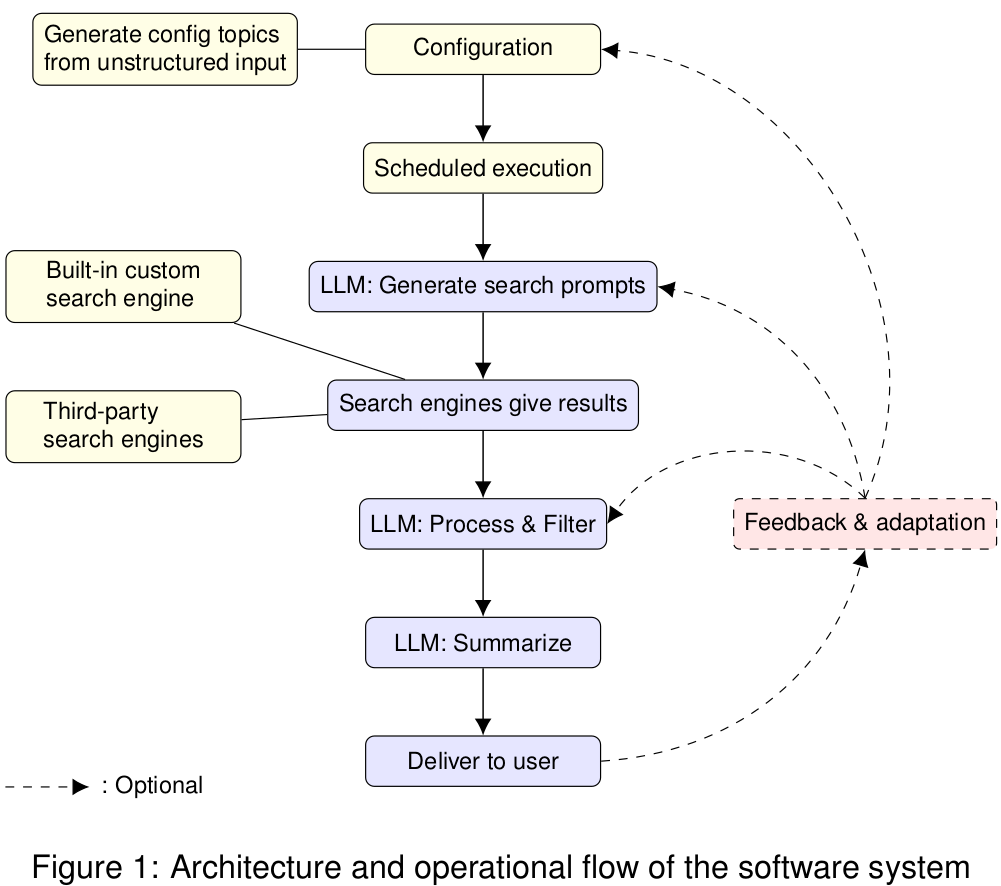 Generate config topics
from unstructured input
Configuration
Scheduled execution
Built-in custom
search engine
LLM: Generate search prompts
Third-party
search engines
Search engines give results
LLM: Process & Filter
Feedback & adaptation
LLM: Summarize
Deliver to user
: Optional
Figure 1: Architecture and operational flow of the software system